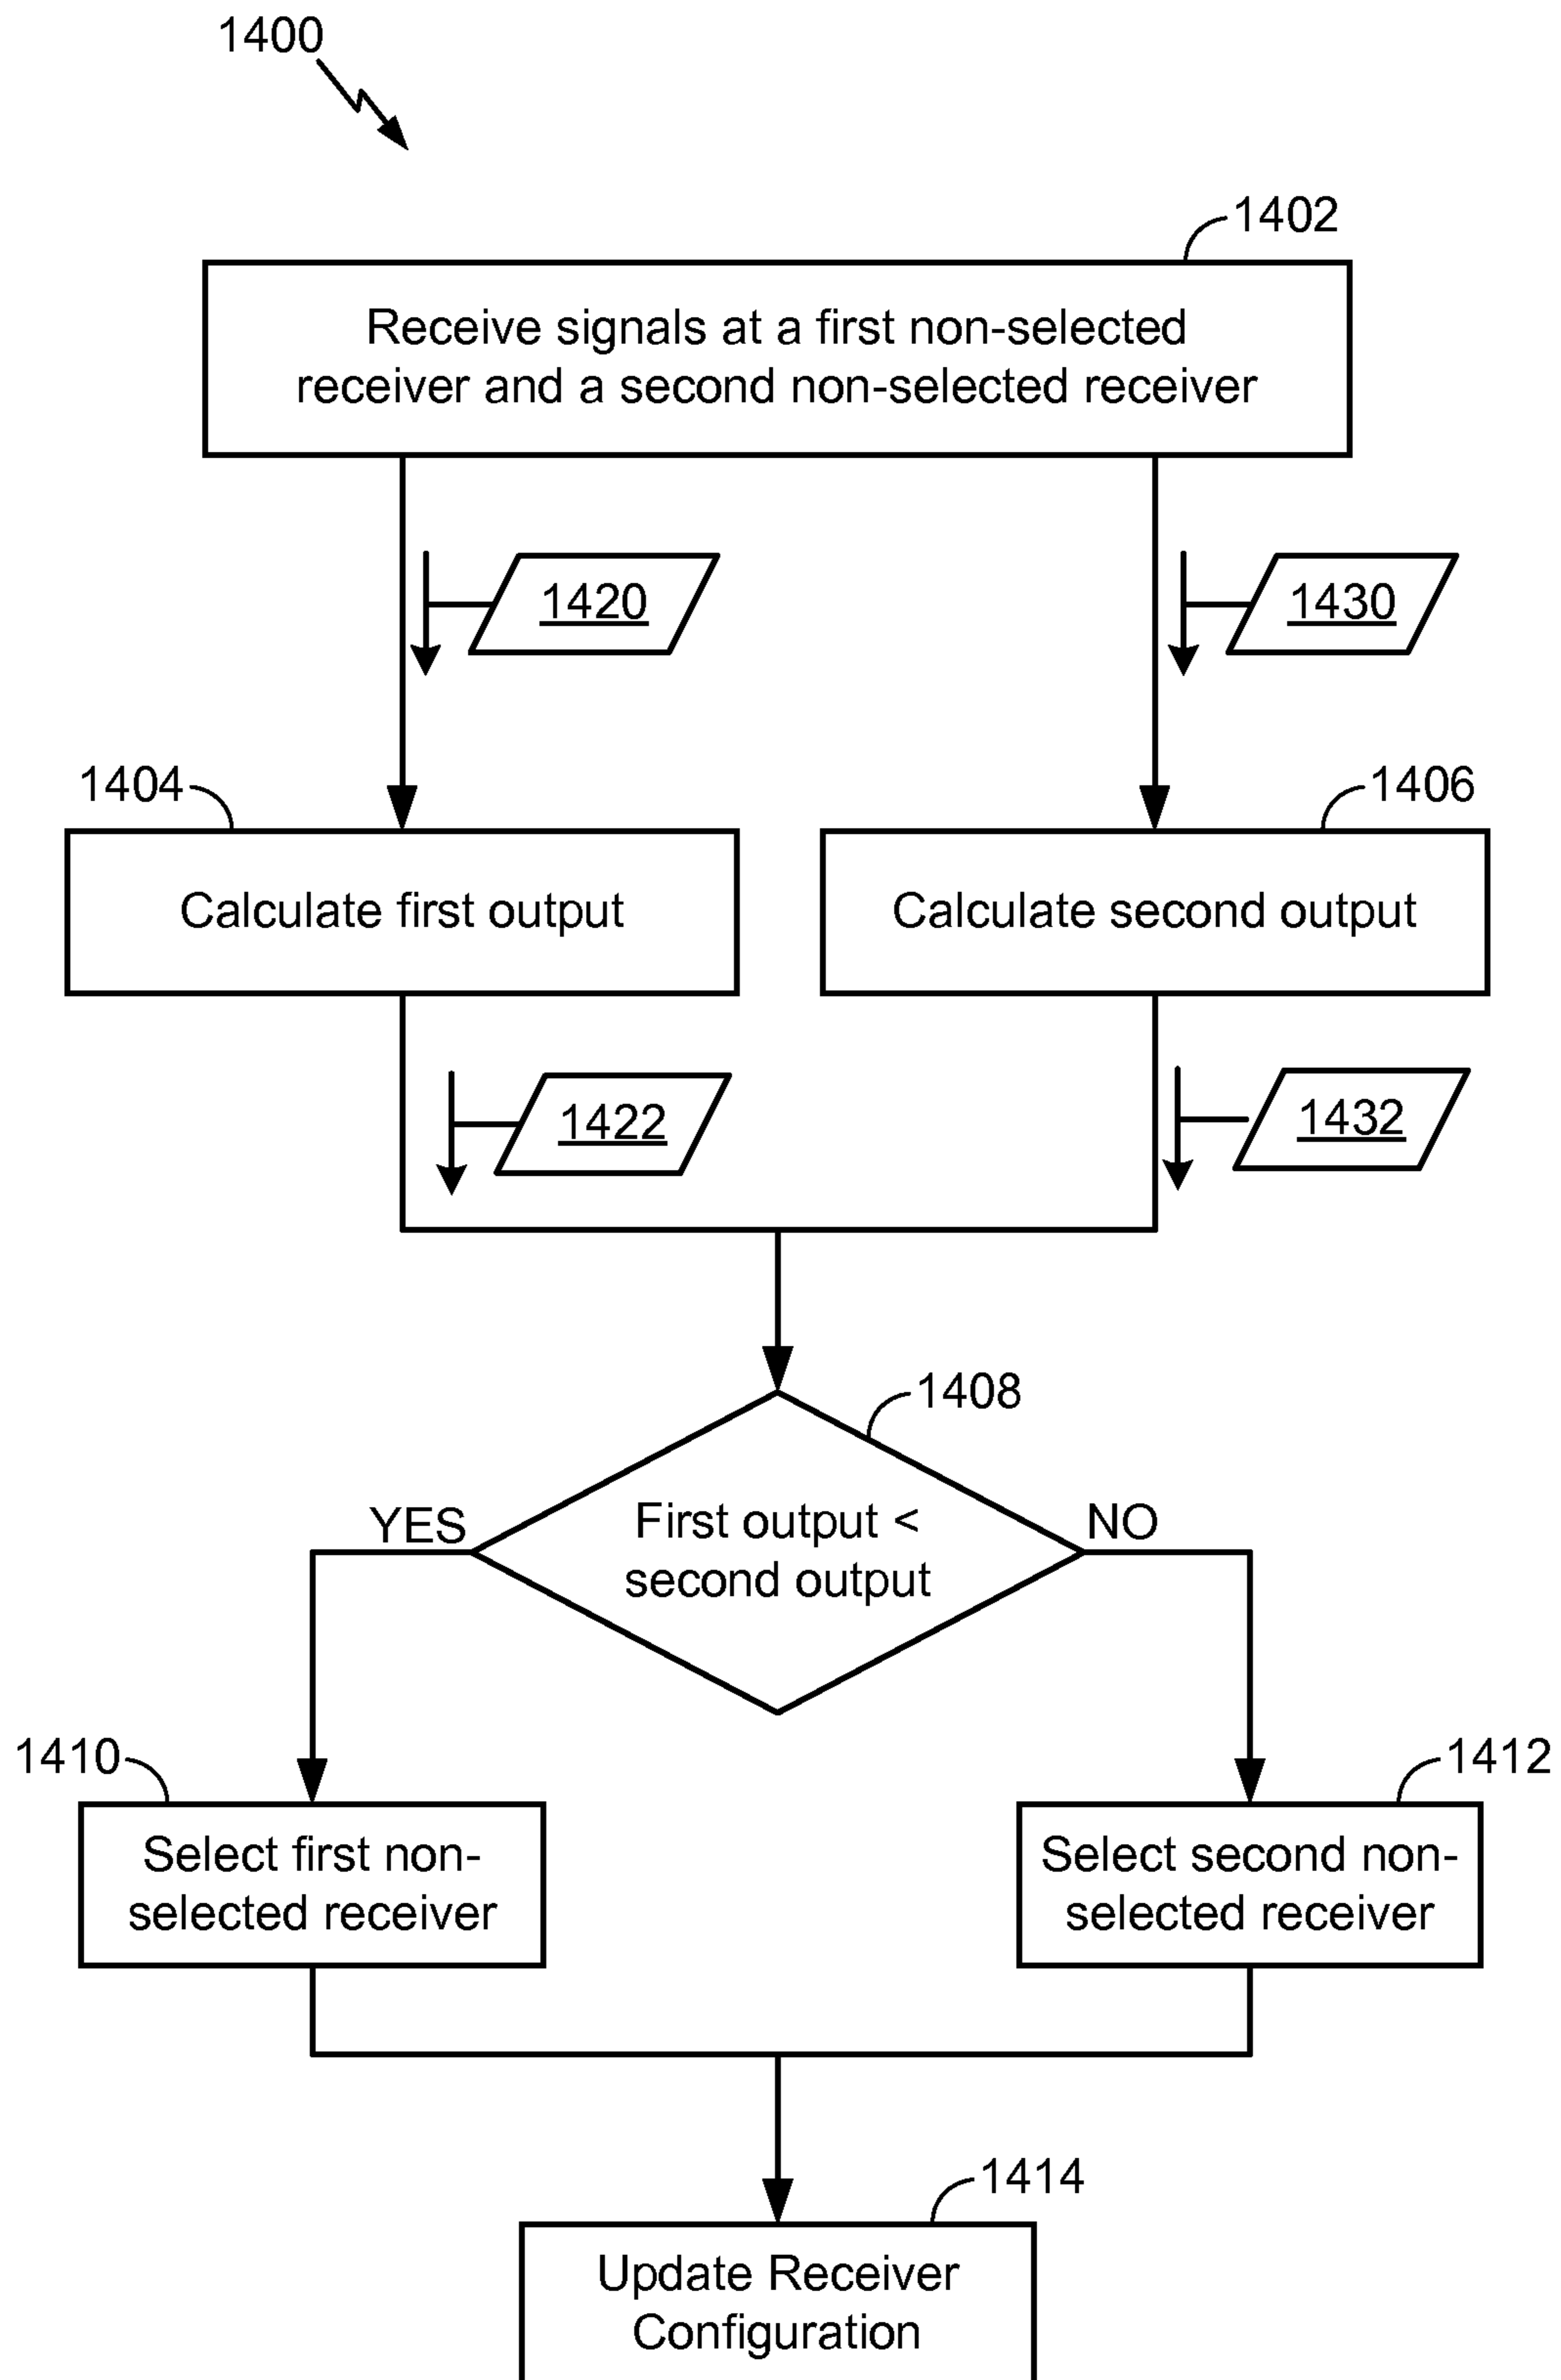 1400
1402
Receive signals at a first non-selected
receiver and a second non-selected receiver
1420
1430
1404
1406
Calculate first output
Calculate second output
1422
1432
1408
YES
First output <
second output
NO
1410
1412
Select first non-
selected receiver
Select second non-
selected receiver
1414
Update Receiver
Configuration